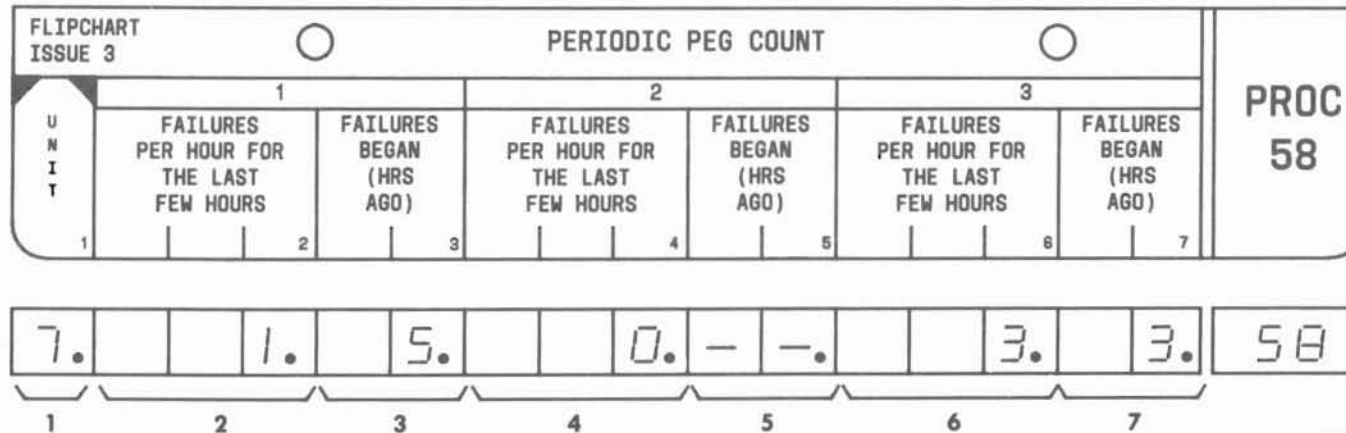 FLIPCHART
ISSUE 3
PERIODIC PEG COUNT
PROC
58
1 2 3
U
N
I
T
1
FAILURES
PER HOUR FOR
THE LAST
FEW HOURS
2
FAILURES
BEGAN
(HRS
AGO)
3
FAILURES
PER HOUR FOR
THE LAST
FEW HOURS
4
FAILURES
BEGAN
(HRS
AGO)
5
FAILURES
PER HOUR FOR
THE LAST
FEW HOURS
6
FAILURES
BEGAN
(HRS
AGO)
7
7. 1. 5. 0. – –. 3. 3. 58
1 2 3 4 5 6 7